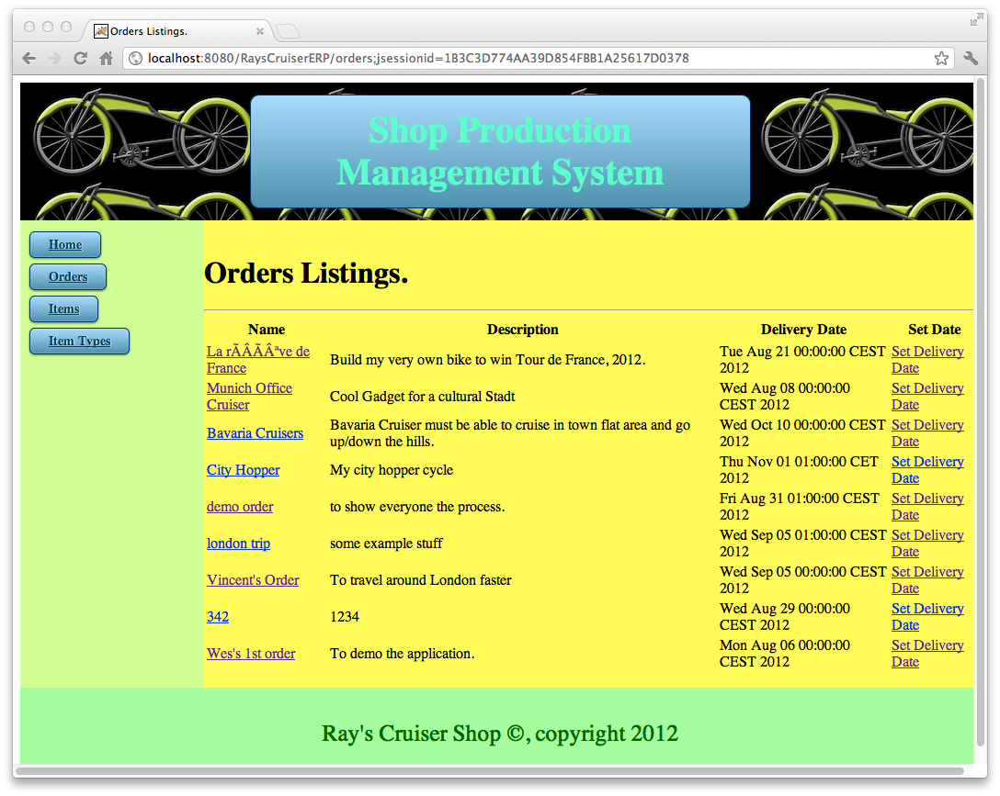 Orders Listings.
localhost:8080/RaysCruiserERP/orders;jsessionid=1B3C3D774AA39D854FBB1A25617D0378
Shop Production
Management System
Home
Orders
Items
Item Types
Orders Listings.
Name Description Delivery Date Set Date
La rÃÂÃÂªve de
France
Build my very own bike to win Tour de France, 2012.
Tue Aug 21 00:00:00 CEST
2012
Set Delivery
Date
Munich Office
Cruiser
Cool Gadget for a cultural Stadt
Wed Aug 08 00:00:00
CEST 2012
Set Delivery
Date
Bavaria Cruisers
Bavaria Cruiser must be able to cruise in town flat area and go
up/down the hills.
Wed Oct 10 00:00:00 CEST
2012
Set Delivery
Date
City Hopper
My city hopper cycle
Thu Nov 01 01:00:00 CET
2012
Set Delivery
Date
demo order
to show everyone the process.
Fri Aug 31 01:00:00 CEST
2012
Set Delivery
Date
london trip
some example stuff
Wed Sep 05 01:00:00 CEST
2012
Set Delivery
Date
Vincent's Order
To travel around London faster
Wed Sep 05 00:00:00 CEST
2012
Set Delivery
Date
342
1234
Wed Aug 29 00:00:00
CEST 2012
Set Delivery
Date
Wes's 1st order
To demo the application.
Mon Aug 06 00:00:00
CEST 2012
Set Delivery
Date
Ray's Cruiser Shop ©, copyright 2012